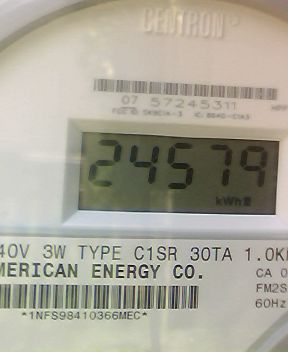 CENTRON®
07 57245311
24579
kWh
40V 3W TYPE C1SR 30TA 1.0K
MERICAN ENERGY CO.
CA 0
FM2S
60Hz
*1NFS98410366MEC*